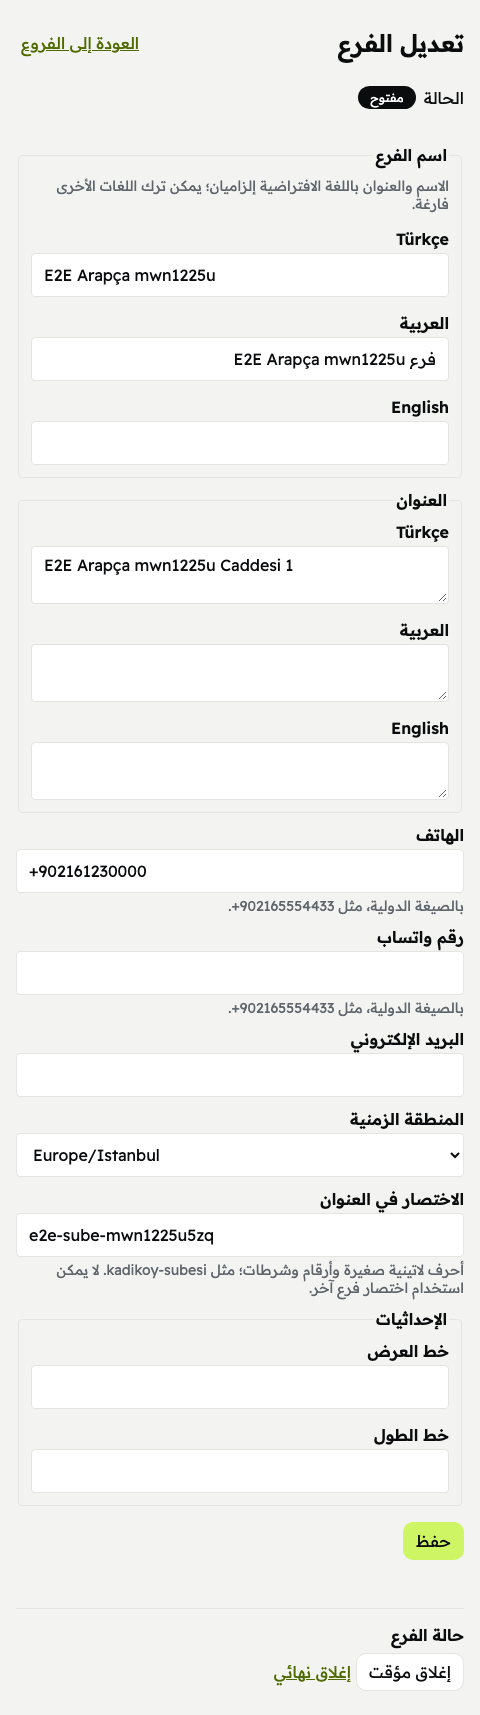 تعديل الفرع
العودة إلى الفروع
الحالة مفتوح
اسم الفرع
الاسم والعنوان باللغة الافتراضية إلزاميان؛ يمكن ترك اللغات الأخرى
فارغة.
Türkçe
E2E Arapça mwn1225u
العربية
فرع E2E Arapça mwn1225u
English
العنوان
Türkçe
E2E Arapça mwn1225u Caddesi 1
العربية
English
الهاتف
+902161230000
بالصيغة الدولية، مثل 902165554433+.
رقم واتساب
بالصيغة الدولية، مثل 902165554433+.
البريد الإلكتروني
المنطقة الزمنية
Europe/Istanbul
الاختصار في العنوان
e2e-sube-mwn1225u5zq
أحرف لاتينية صغيرة وأرقام وشرطات؛ مثل kadikoy-subesi. لا يمكن
استخدام اختصار فرع آخر.
الإحداثيات
خط العرض
خط الطول
حفظ
حالة الفرع
إغلاق مؤقت إغلاق نهائي